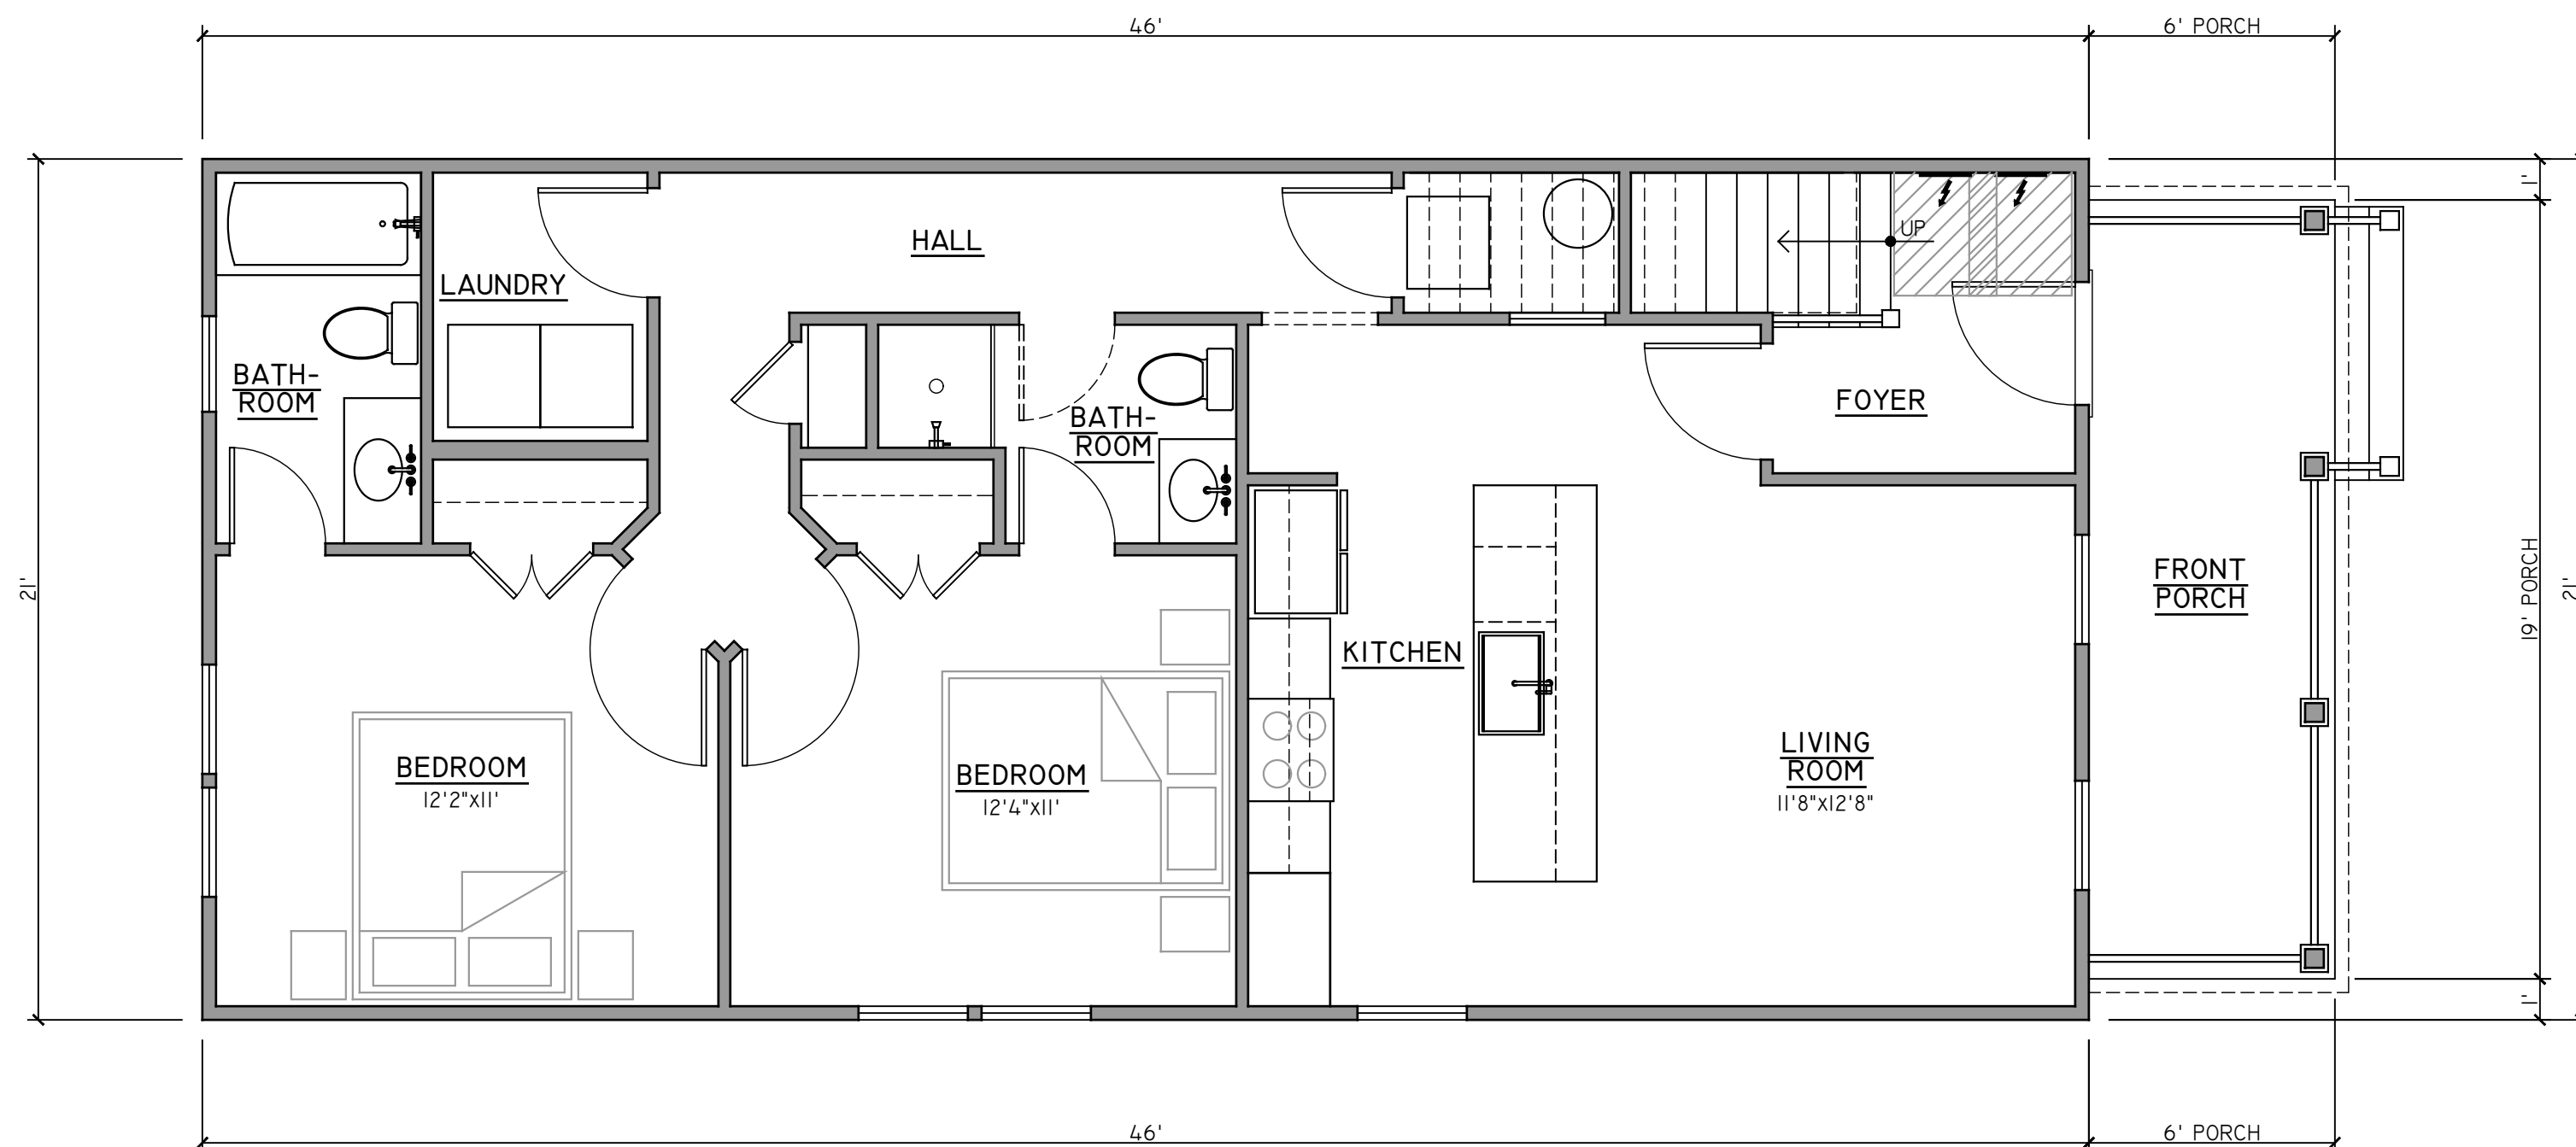 46'
6' PORCH
1'
UP
HALL
LAUNDRY
BATH-
ROOM
FOYER
BATH-
ROOM
21'
19' PORCH
21'
FRONT
PORCH
KITCHEN
LIVING
ROOM
11'8"x12'8"
BEDROOM
12'2"x11'
BEDROOM
12'4"x11'
1'
46'
6' PORCH